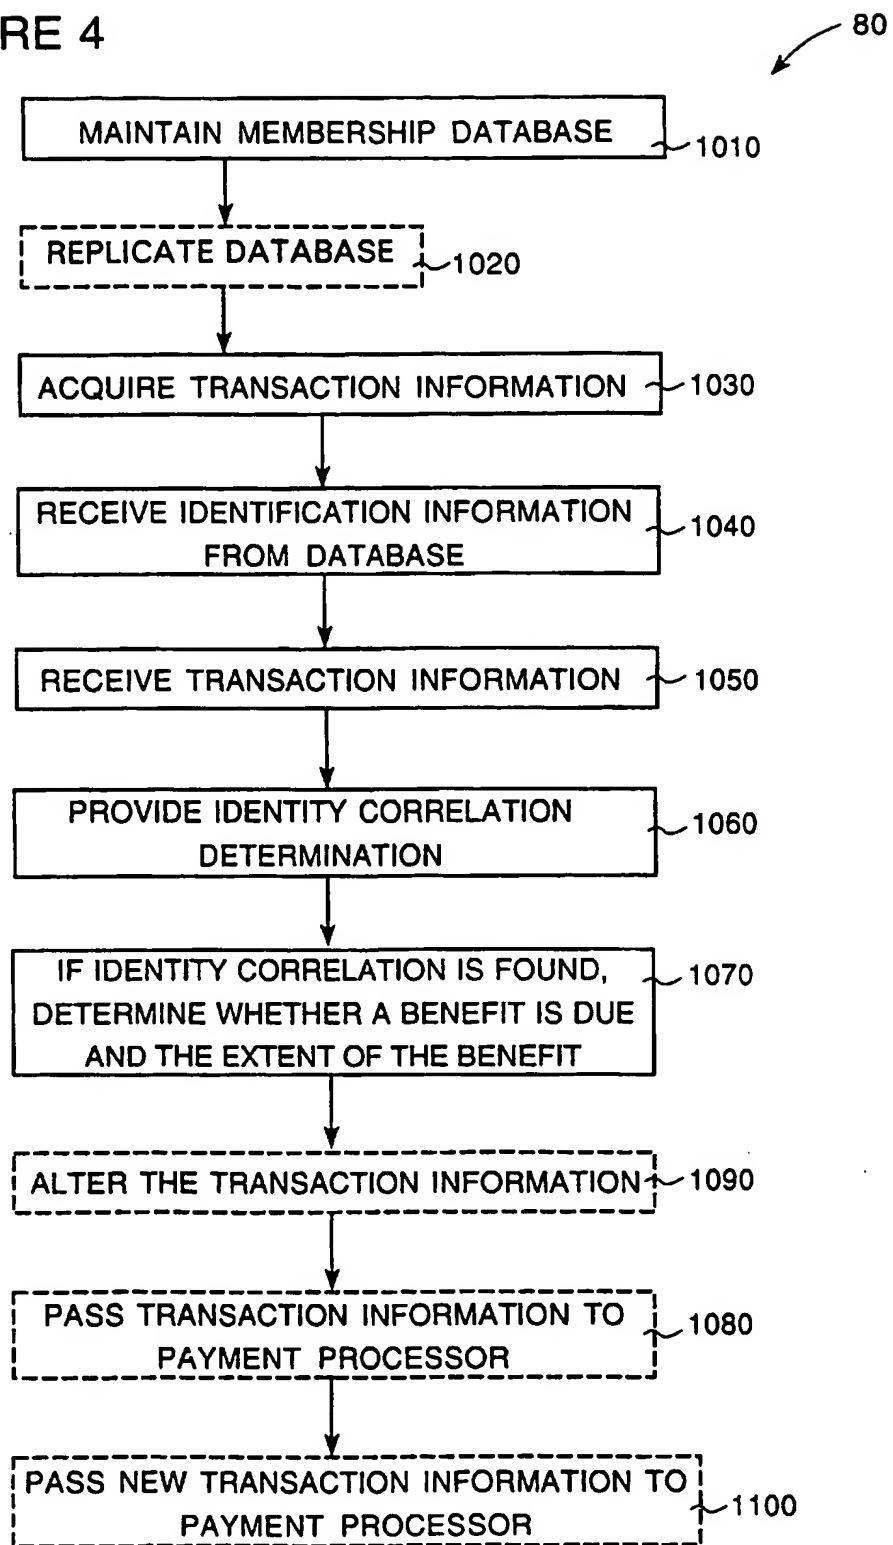 RE 4
80
MAINTAIN MEMBERSHIP DATABASE
1010
REPLICATE DATABASE
1020
ACQUIRE TRANSACTION INFORMATION
1030
RECEIVE IDENTIFICATION INFORMATION
FROM DATABASE
1040
RECEIVE TRANSACTION INFORMATION
1050
PROVIDE IDENTITY CORRELATION
DETERMINATION
1060
IF IDENTITY CORRELATION IS FOUND,
DETERMINE WHETHER A BENEFIT IS DUE
AND THE EXTENT OF THE BENEFIT
1070
ALTER THE TRANSACTION INFORMATION
1090
PASS TRANSACTION INFORMATION TO
PAYMENT PROCESSOR
1080
PASS NEW TRANSACTION INFORMATION TO
PAYMENT PROCESSOR
1100